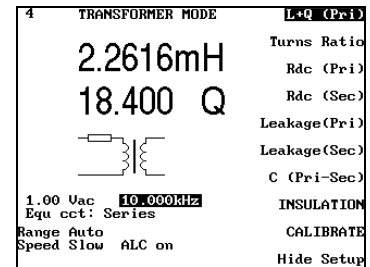 4 TRANSFORMER MODE L+Q (Pri)
Turns Ratio
2.2616mH
Rdc (Pri)
18.400 Q
Rdc (Sec)
Leakage(Pri)
Leakage(Sec)
C (Pri-Sec)
1.00 Vac 10.000kHz INSULATION
Equ cct: Series
Range Auto CALIBRATE
Speed Slow ALC on
Hide Setup